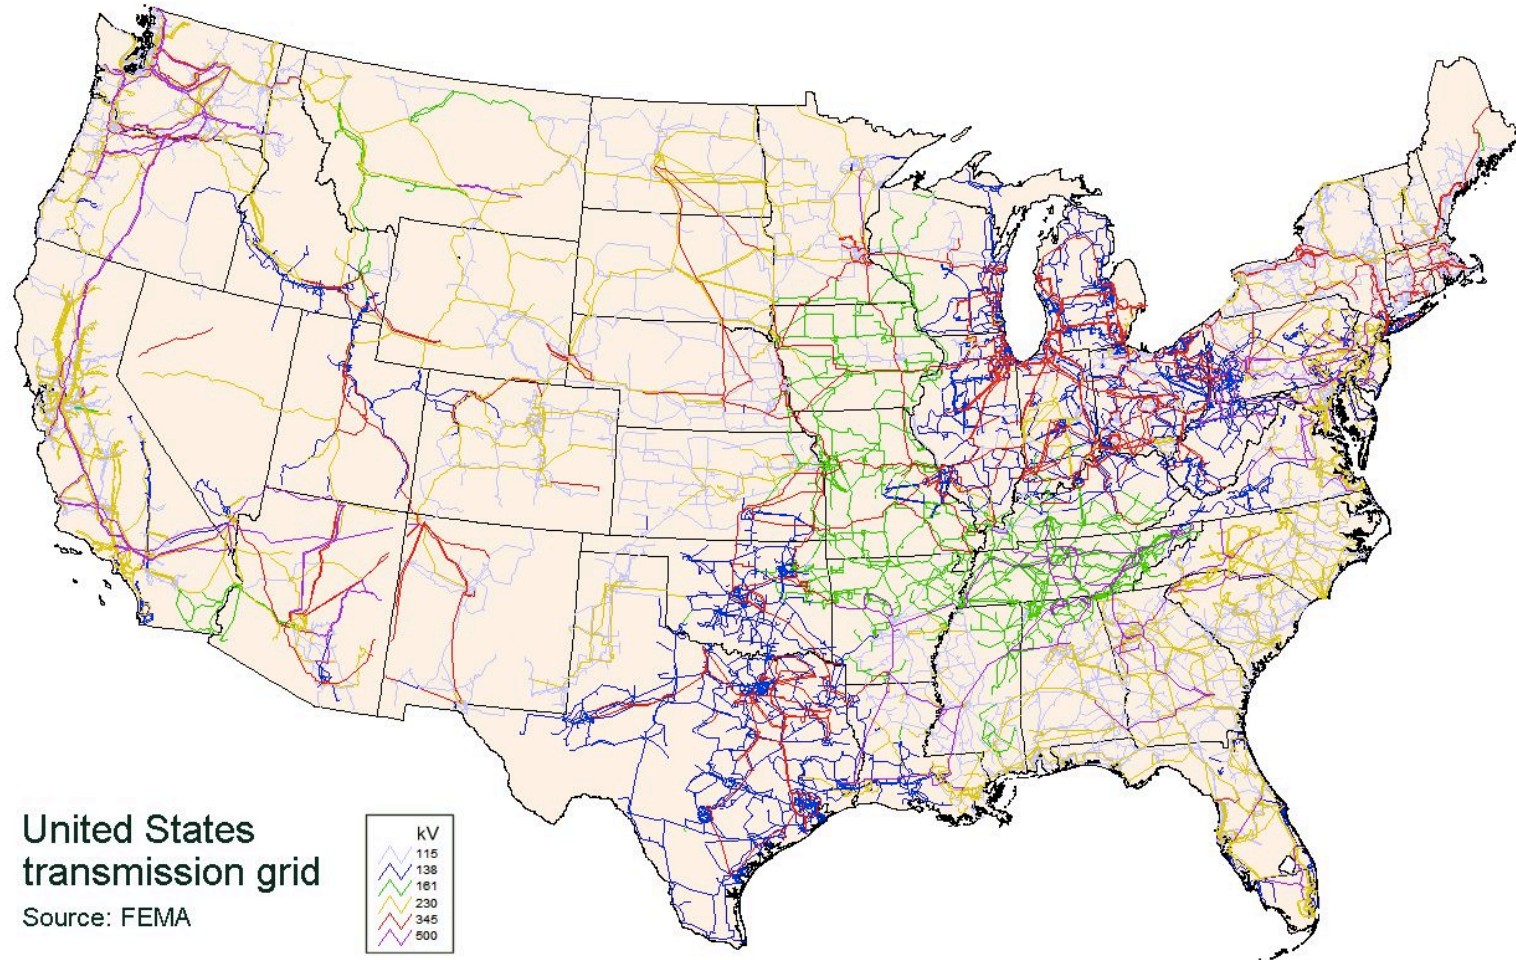 United States
transmission grid
Source: FEMA
kV
115
138
161
230
345
500